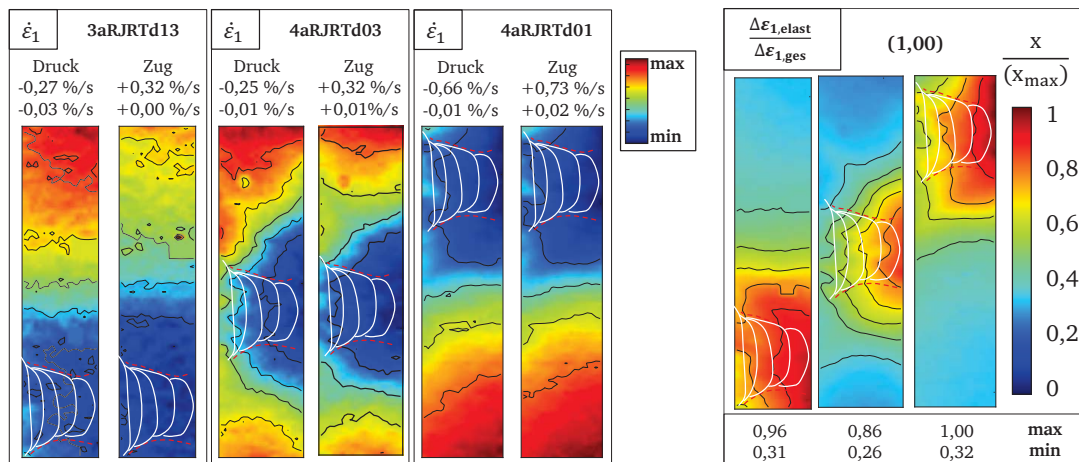 ε̇₁ 3aRJRTd13
Druck Zug
-0,27 %/s +0,32 %/s
-0,03 %/s +0,00 %/s
ε̇₁ 4aRJRTd03
Druck Zug
-0,25 %/s +0,32 %/s
-0,01 %/s +0,01%/s
ε̇₁ 4aRJRTd01
Druck Zug
-0,66 %/s +0,73 %/s
-0,01 %/s +0,02 %/s
max
min
Δε₁,elast
Δε₁,ges
(1,00)
x
(x_max)
1
0,8
0,6
0,4
0,2
0
0,96 0,86 1,00 max
0,31 0,26 0,32 min